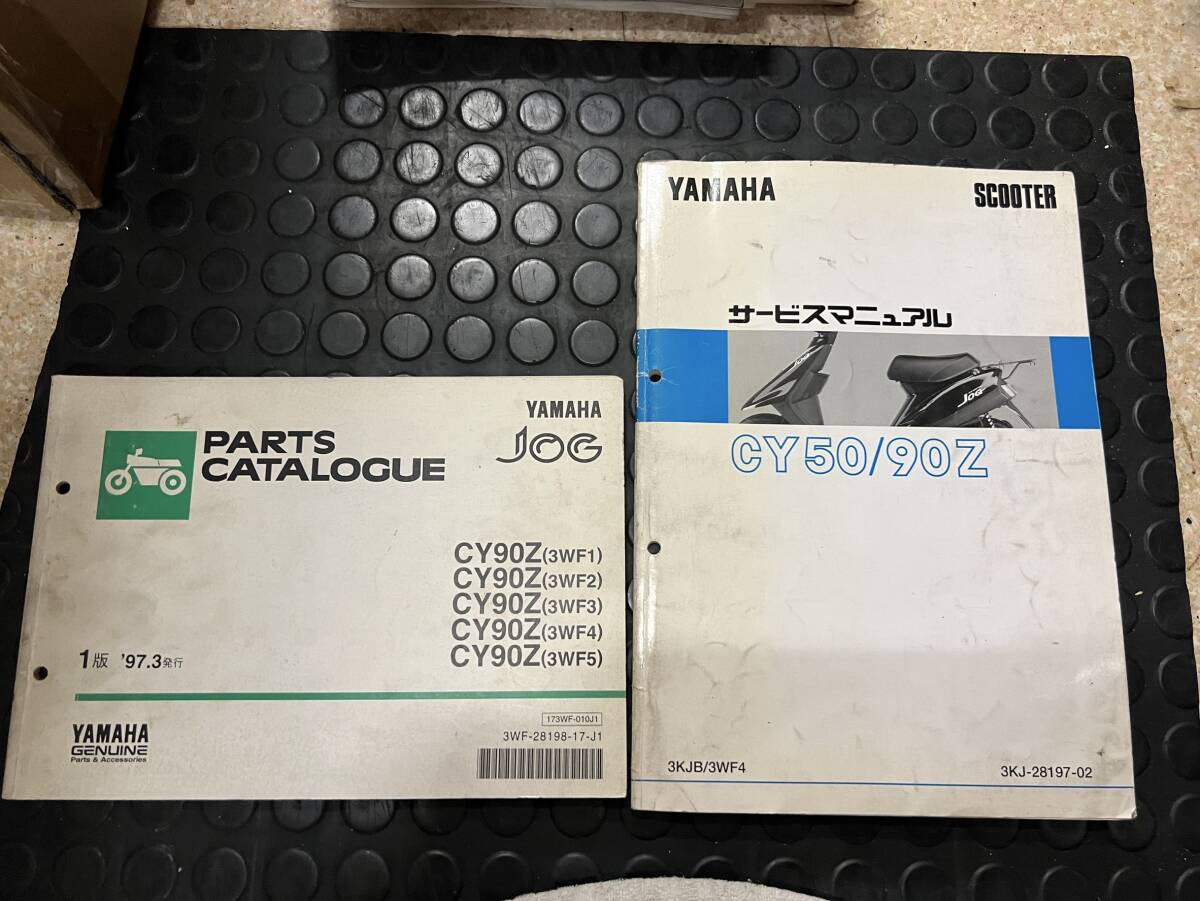 YAMAHA
JOG
PARTS
CATALOGUE
CY90Z(3WF1)
CY90Z(3WF2)
CY90Z(3WF3)
CY90Z(3WF4)
CY90Z(3WF5)
1版 '97.3発行
YAMAHA
GENUINE
Parts & Accessories
173WF-010J1
3WF-28198-17-J1
YAMAHA SCOOTER
サービスマニュアル
JOG
CY50/90Z
3KJB/3WF4
3KJ-28197-02